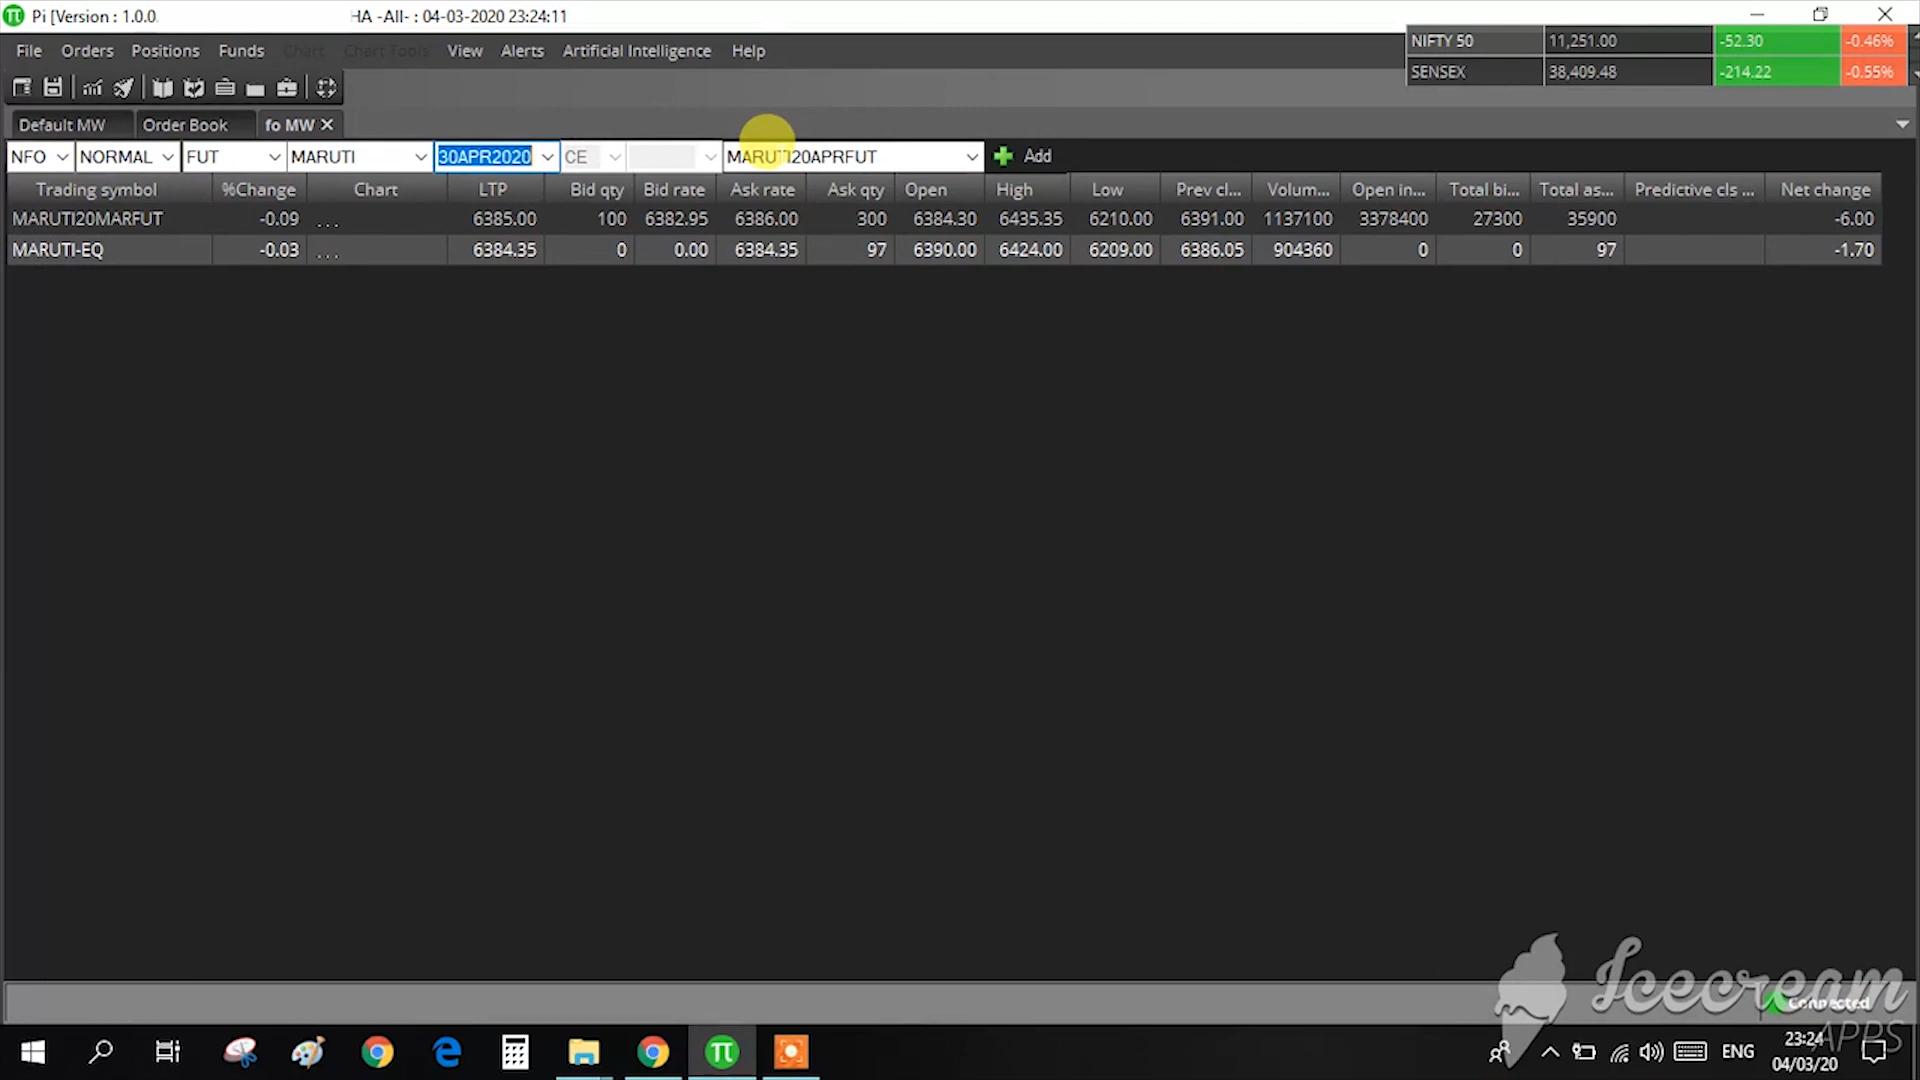 Pi [Version : 1.0.0. HA -All- : 04-03-2020 23:24:11
File Orders Positions Funds Chart Chart Tools View Alerts Artificial Intelligence Help
NIFTY 50 11,251.00 -52.30 -0.46%
SENSEX 38,409.48 -214.22 -0.55%
Default MW Order Book fo MW
NFO NORMAL FUT MARUTI 30APR2020 CE MARUTI20APRFUT Add
Trading symbol %Change Chart LTP Bid qty Bid rate Ask rate Ask qty Open High Low Prev cl... Volum... Open in... Total bi... Total as... Predictive cls ... Net change
MARUTI20MARFUT -0.09 ... 6385.00 100 6382.95 6386.00 300 6384.30 6435.35 6210.00 6391.00 1137100 3378400 27300 35900 -6.00
MARUTI-EQ -0.03 ... 6384.35 0 0.00 6384.35 97 6390.00 6424.00 6209.00 6386.05 904360 0 0 97 -1.70
Icecream
APPS
Connected
ENG 23:24
04/03/20